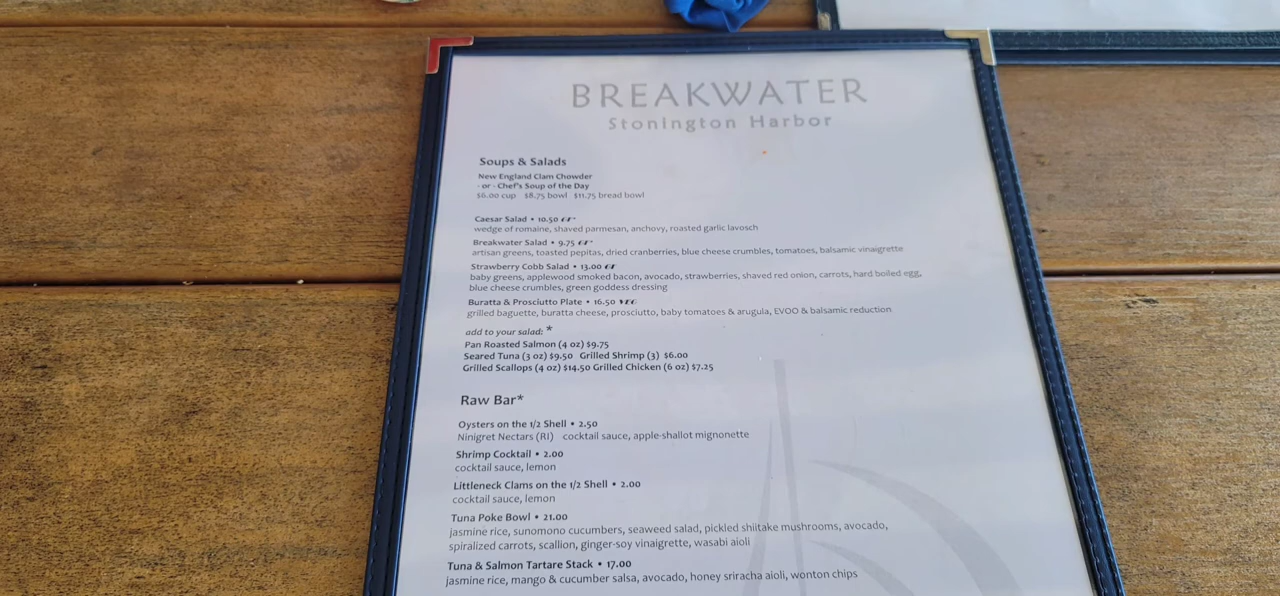 BREAKWATER
Stonington Harbor
Soups & Salads
New England Clam Chowder
- or - Chef's Soup of the Day
$6.00 cup $8.75 bowl $11.75 bread bowl
Caesar Salad • 10.50 GF*
wedge of romaine, shaved parmesan, anchovy, roasted garlic lavosch
Breakwater Salad • 9.75 GF*
artisan greens, toasted pepitas, dried cranberries, blue cheese crumbles, tomatoes, balsamic vinaigrette
Strawberry Cobb Salad • 13.00 GF
baby greens, applewood smoked bacon, avocado, strawberries, shaved red onion, carrots, hard boiled egg,
blue cheese crumbles, green goddess dressing
Buratta & Prosciutto Plate • 16.50 VEG
grilled baguette, buratta cheese, prosciutto, baby tomatoes & arugula, EVOO & balsamic reduction
add to your salad: *
Pan Roasted Salmon (4 oz) $9.75
Seared Tuna (3 oz) $9.50 Grilled Shrimp (3) $6.00
Grilled Scallops (4 oz) $14.50 Grilled Chicken (6 oz) $7.25
Raw Bar*
Oysters on the 1/2 Shell • 2.50
Ninigret Nectars (RI) cocktail sauce, apple-shallot mignonette
Shrimp Cocktail • 2.00
cocktail sauce, lemon
Littleneck Clams on the 1/2 Shell • 2.00
cocktail sauce, lemon
Tuna Poke Bowl • 21.00
jasmine rice, sunomono cucumbers, seaweed salad, pickled shiitake mushrooms, avocado,
spiralized carrots, scallion, ginger-soy vinaigrette, wasabi aioli
Tuna & Salmon Tartare Stack • 17.00
jasmine rice, mango & cucumber salsa, avocado, honey sriracha aioli, wonton chips